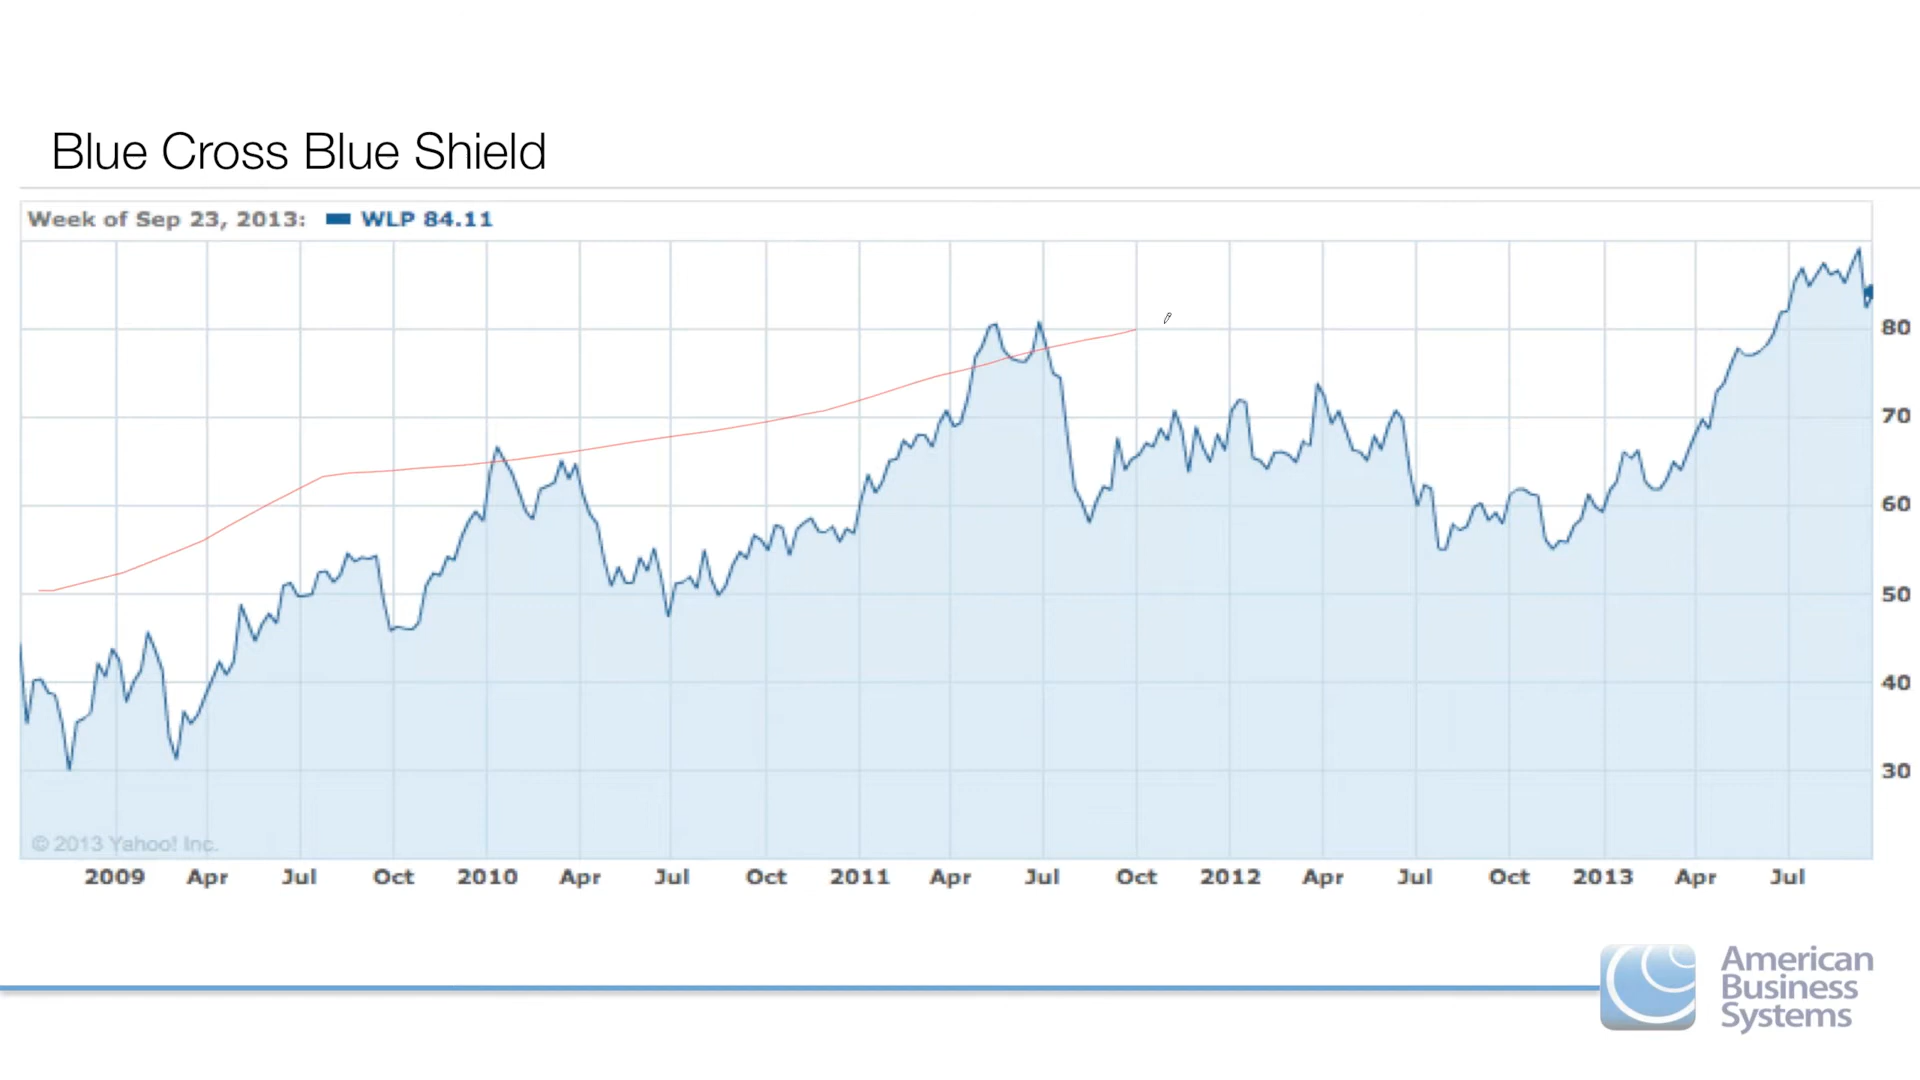 Blue Cross Blue Shield
Week of Sep 23, 2013: WLP 84.11
80
70
60
50
40
30
© 2013 Yahoo! Inc.
2009 Apr Jul Oct 2010 Apr Jul Oct 2011 Apr Jul Oct 2012 Apr Jul Oct 2013 Apr Jul
American
Business
Systems